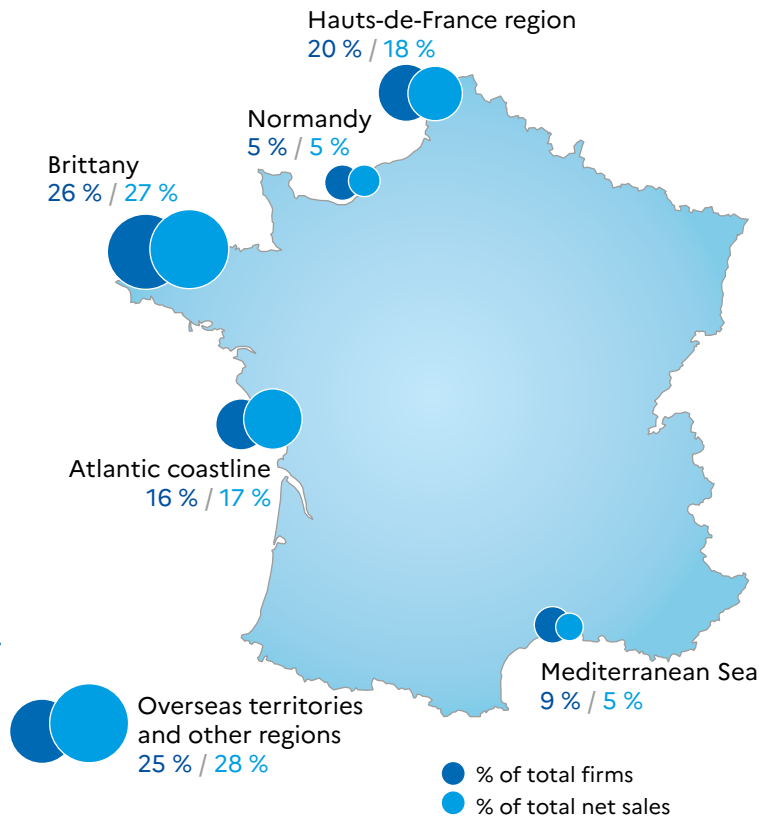 Hauts-de-France region
20 % / 18 %
Normandy
5 % / 5 %
Brittany
26 % / 27 %
Atlantic coastline
16 % / 17 %
Mediterranean Sea
9 % / 5 %
Overseas territories
and other regions
25 % / 28 %
% of total firms
% of total net sales